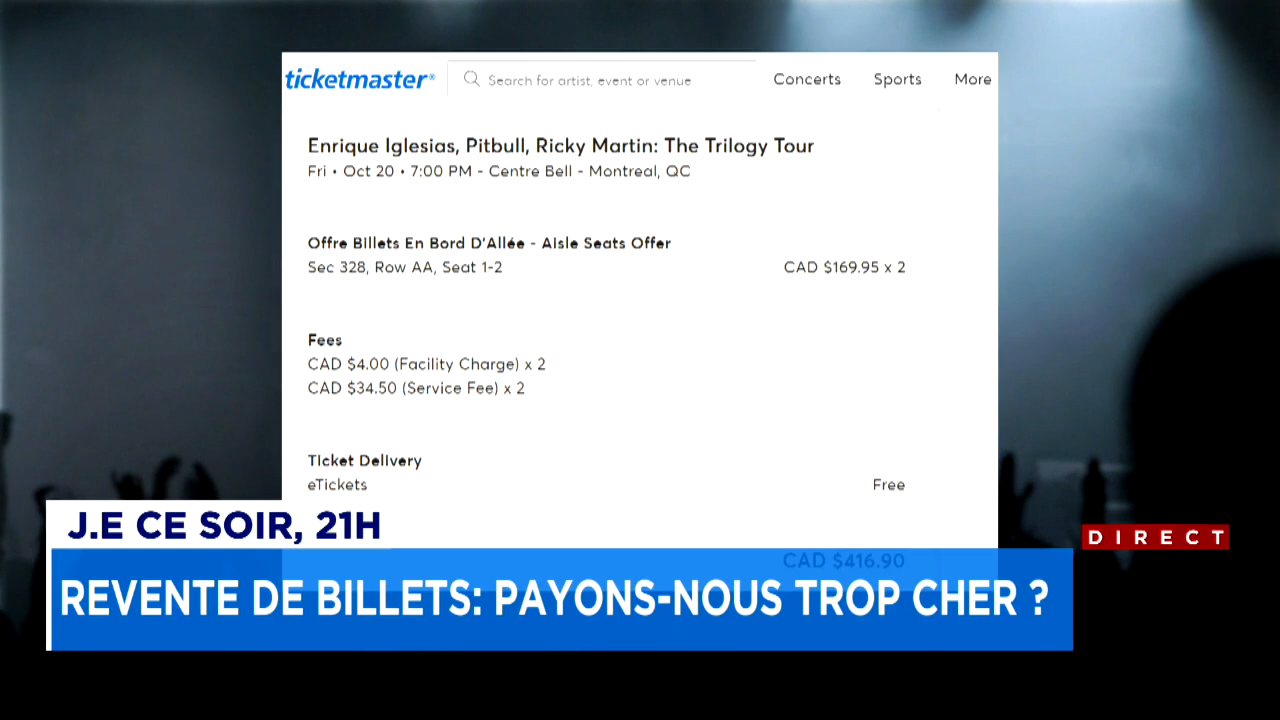 ticketmaster®
Search for artist, event or venue
Concerts Sports More
Enrique Iglesias, Pitbull, Ricky Martin: The Trilogy Tour
Fri • Oct 20 • 7:00 PM - Centre Bell - Montreal, QC
Offre Billets En Bord D'Allée - Aisle Seats Offer
Sec 328, Row AA, Seat 1-2 CAD $169.95 x 2
Fees
CAD $4.00 (Facility Charge) x 2
CAD $34.50 (Service Fee) x 2
Ticket Delivery
eTickets Free
J.E CE SOIR, 21H
DIRECT
CAD $416.90
REVENTE DE BILLETS: PAYONS-NOUS TROP CHER ?